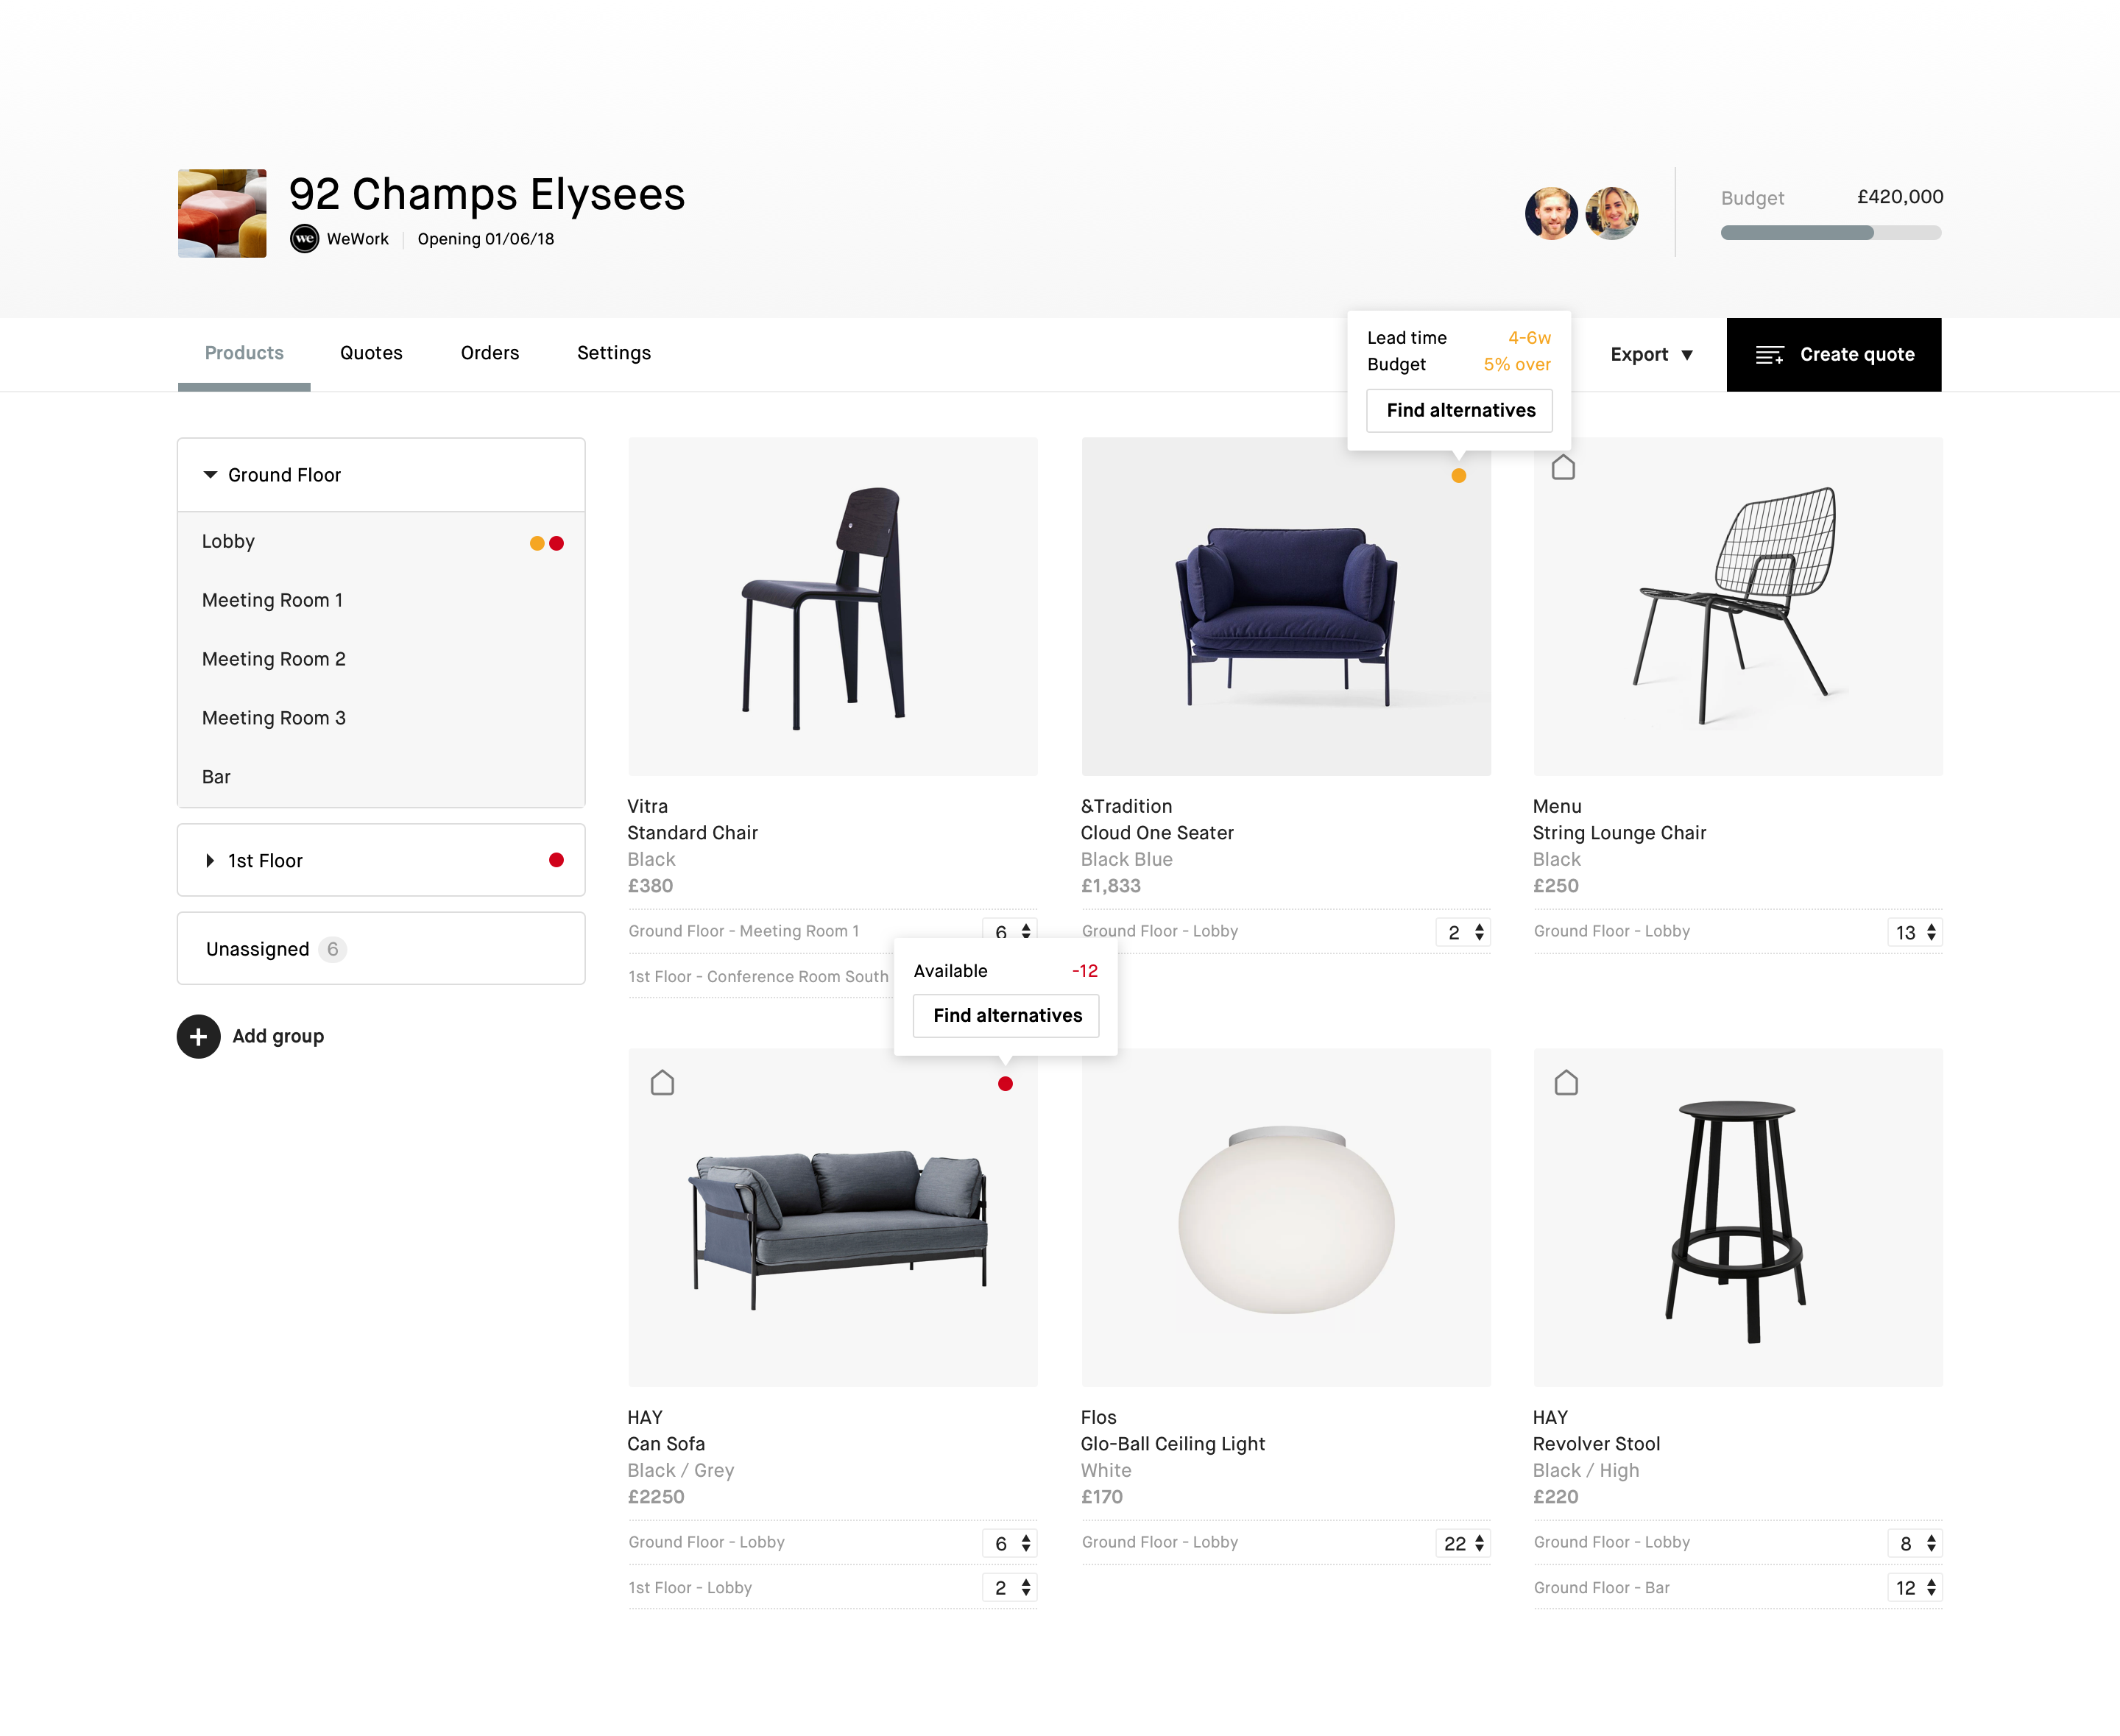 92 Champs Elysees
we WeWork Opening 01/06/18
Budget £420,000
Products Quotes Orders Settings
Lead time 4-6w
Budget 5% over
Find alternatives
Export
Create quote
Ground Floor
Lobby
Meeting Room 1
Meeting Room 2
Meeting Room 3
Bar
1st Floor
Unassigned 6
Add group
Vitra
Standard Chair
Black
£380
Ground Floor - Meeting Room 1 6
1st Floor - Conference Room South
&Tradition
Cloud One Seater
Black Blue
£1,833
Ground Floor - Lobby 2
Menu
String Lounge Chair
Black
£250
Ground Floor - Lobby 13
Available -12
Find alternatives
HAY
Can Sofa
Black / Grey
£2250
Ground Floor - Lobby 6
1st Floor - Lobby 2
Flos
Glo-Ball Ceiling Light
White
£170
Ground Floor - Lobby 22
HAY
Revolver Stool
Black / High
£220
Ground Floor - Lobby 8
Ground Floor - Bar 12